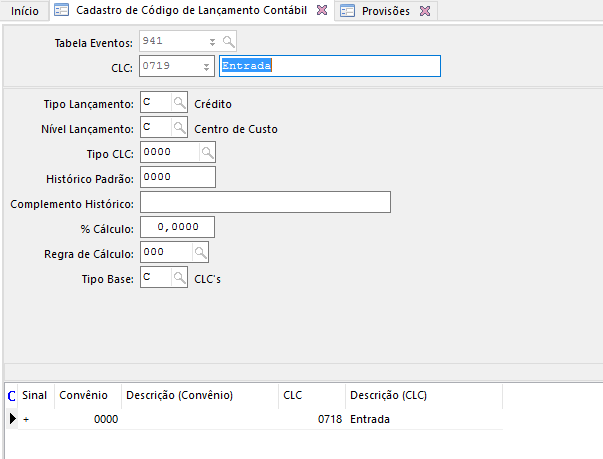 Início Cadastro de Código de Lançamento Contábil Provisões
Tabela Eventos: 941
CLC: 0719 Entrada
Tipo Lançamento: C Crédito
Nível Lançamento: C Centro de Custo
Tipo CLC: 0000
Histórico Padrão: 0000
Complemento Histórico:
% Cálculo: 0,0000
Regra de Cálculo: 000
Tipo Base: C CLC's
C Sinal Convênio Descrição (Convênio) CLC Descrição (CLC)
+ 0000 0718 Entrada